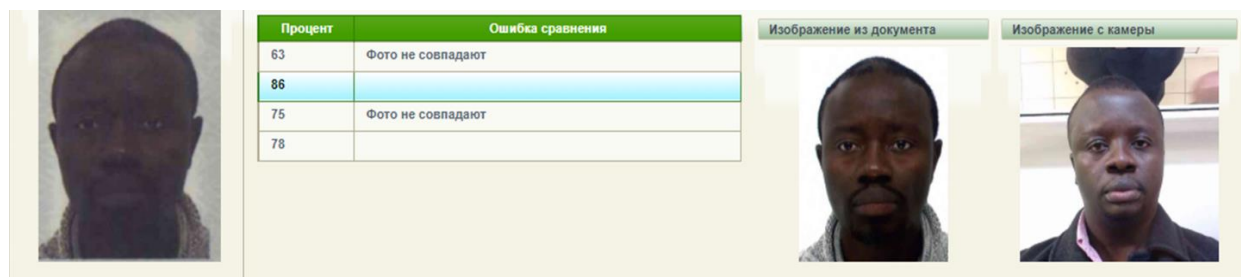 Процент Ошибка сравнения
63 Фото не совпадают
86
75 Фото не совпадают
78
Изображение из документа
Изображение с камеры